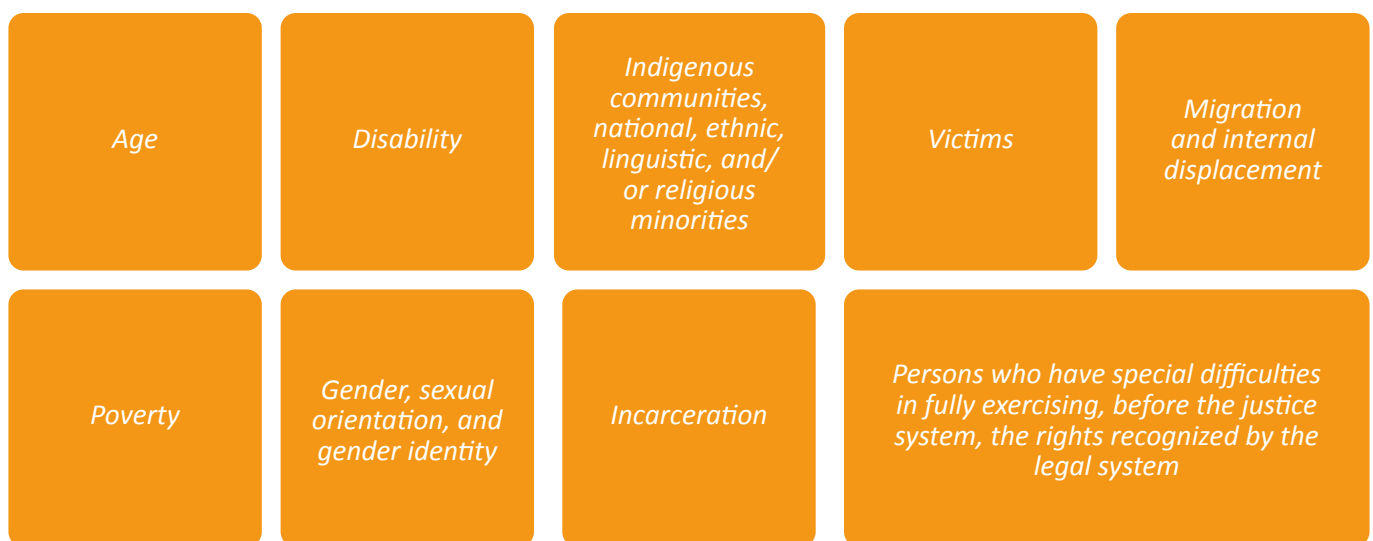 Age
Disability
Indigenous
communities,
national, ethnic,
linguistic, and/
or religious
minorities
Victims
Migration
and internal
displacement
Poverty
Gender, sexual
orientation, and
gender identity
Incarceration
Persons who have special difficulties
in fully exercising, before the justice
system, the rights recognized by the
legal system